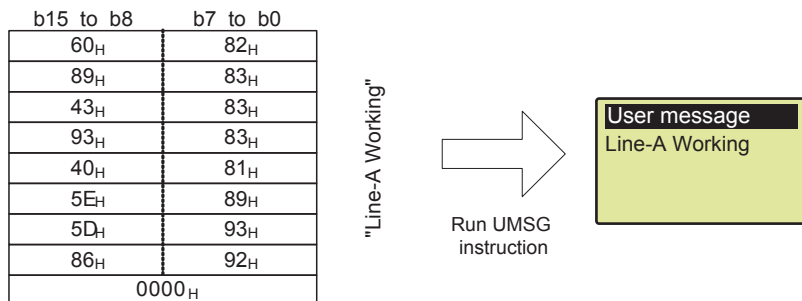 b15 to b8 b7 to b0
60H 82H
89H 83H
43H 83H
93H 83H
40H 81H
5EH 89H
5DH 93H
86H 92H
0000H
"Line-A Working"
Run UMSG
instruction
User message
Line-A Working